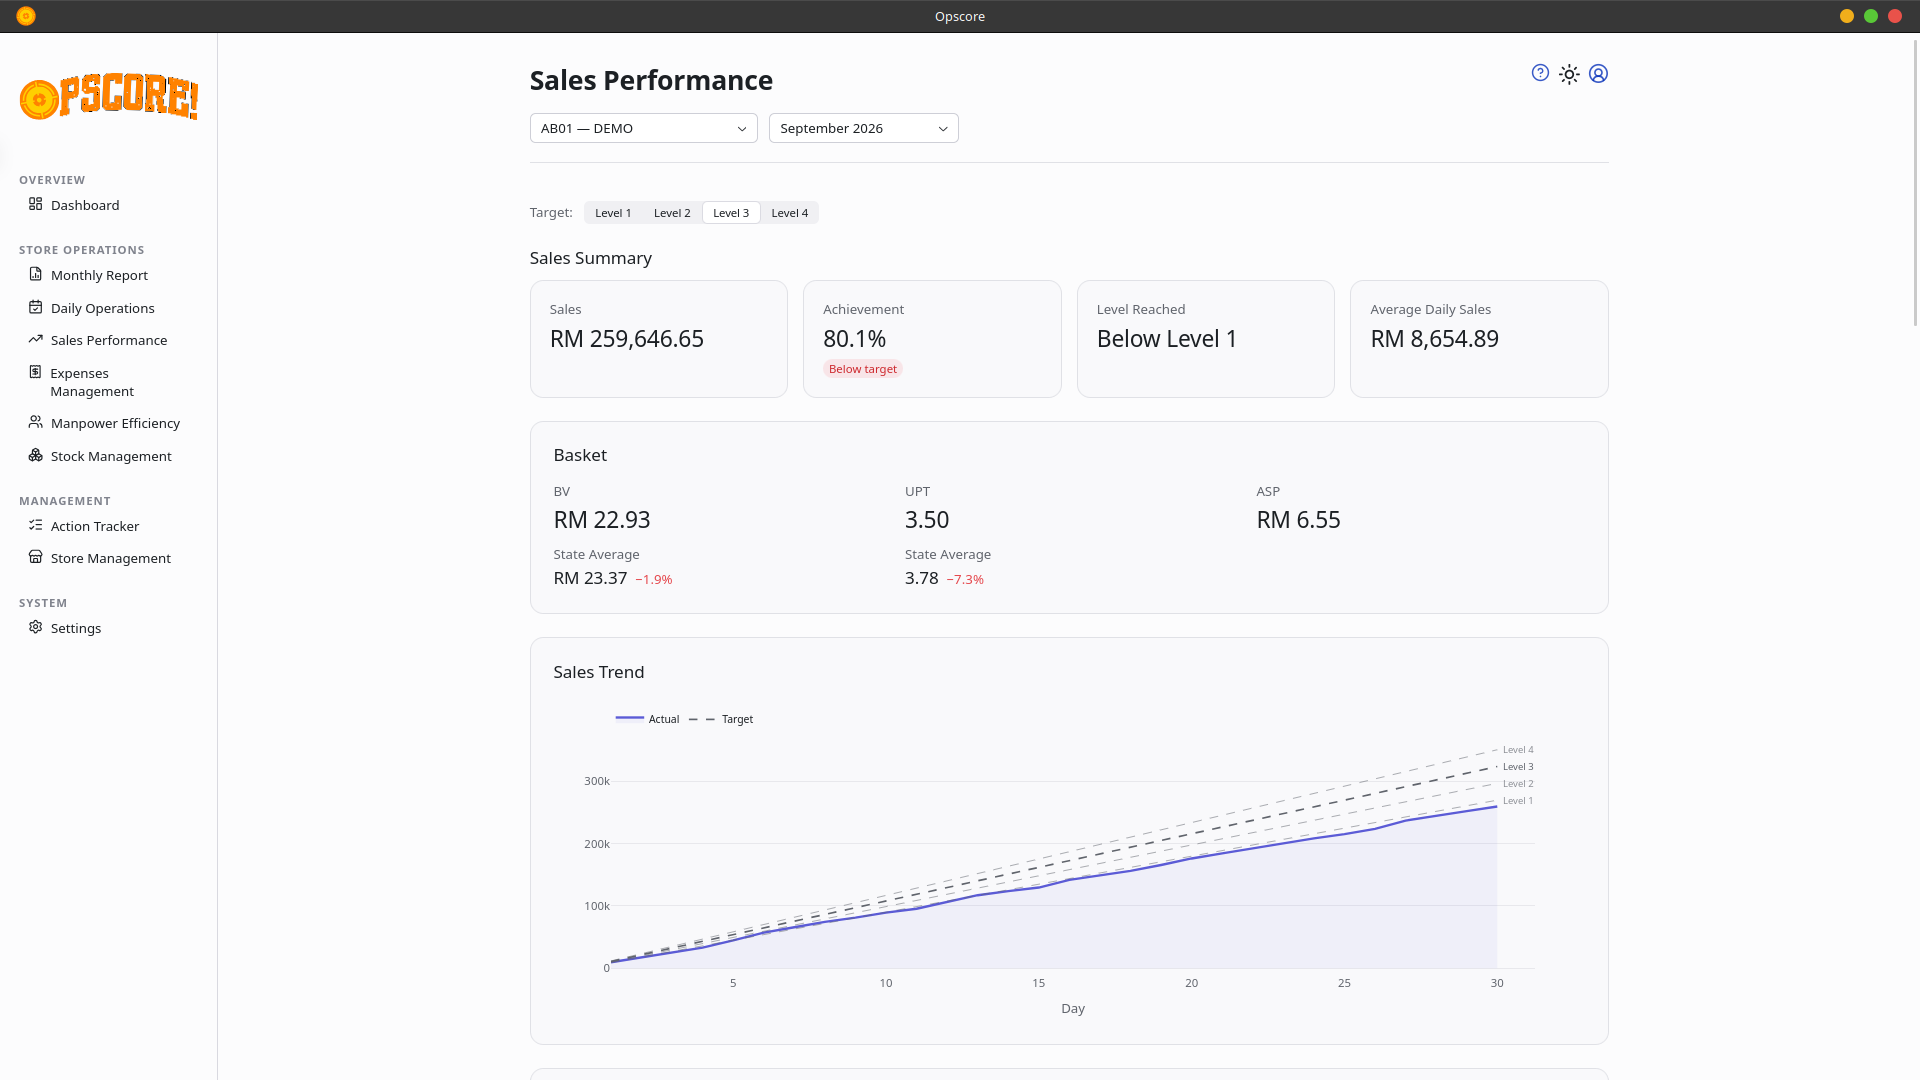 Opscore
OPSCORE!
Sales Performance
AB01 — DEMO
September 2026
OVERVIEW
Dashboard
STORE OPERATIONS
Monthly Report
Daily Operations
Sales Performance
Expenses
Management
Manpower Efficiency
Stock Management
MANAGEMENT
Action Tracker
Store Management
SYSTEM
Settings
Target: Level 1 Level 2 Level 3 Level 4
Sales Summary
Sales
RM 259,646.65
Achievement
80.1%
Below target
Level Reached
Below Level 1
Average Daily Sales
RM 8,654.89
Basket
BV
RM 22.93
State Average
RM 23.37 −1.9%
UPT
3.50
State Average
3.78 −7.3%
ASP
RM 6.55
Sales Trend
Actual Target
Level 4
Level 3
Level 2
Level 1
300k
200k
100k
0
5 10 15 20 25 30
Day